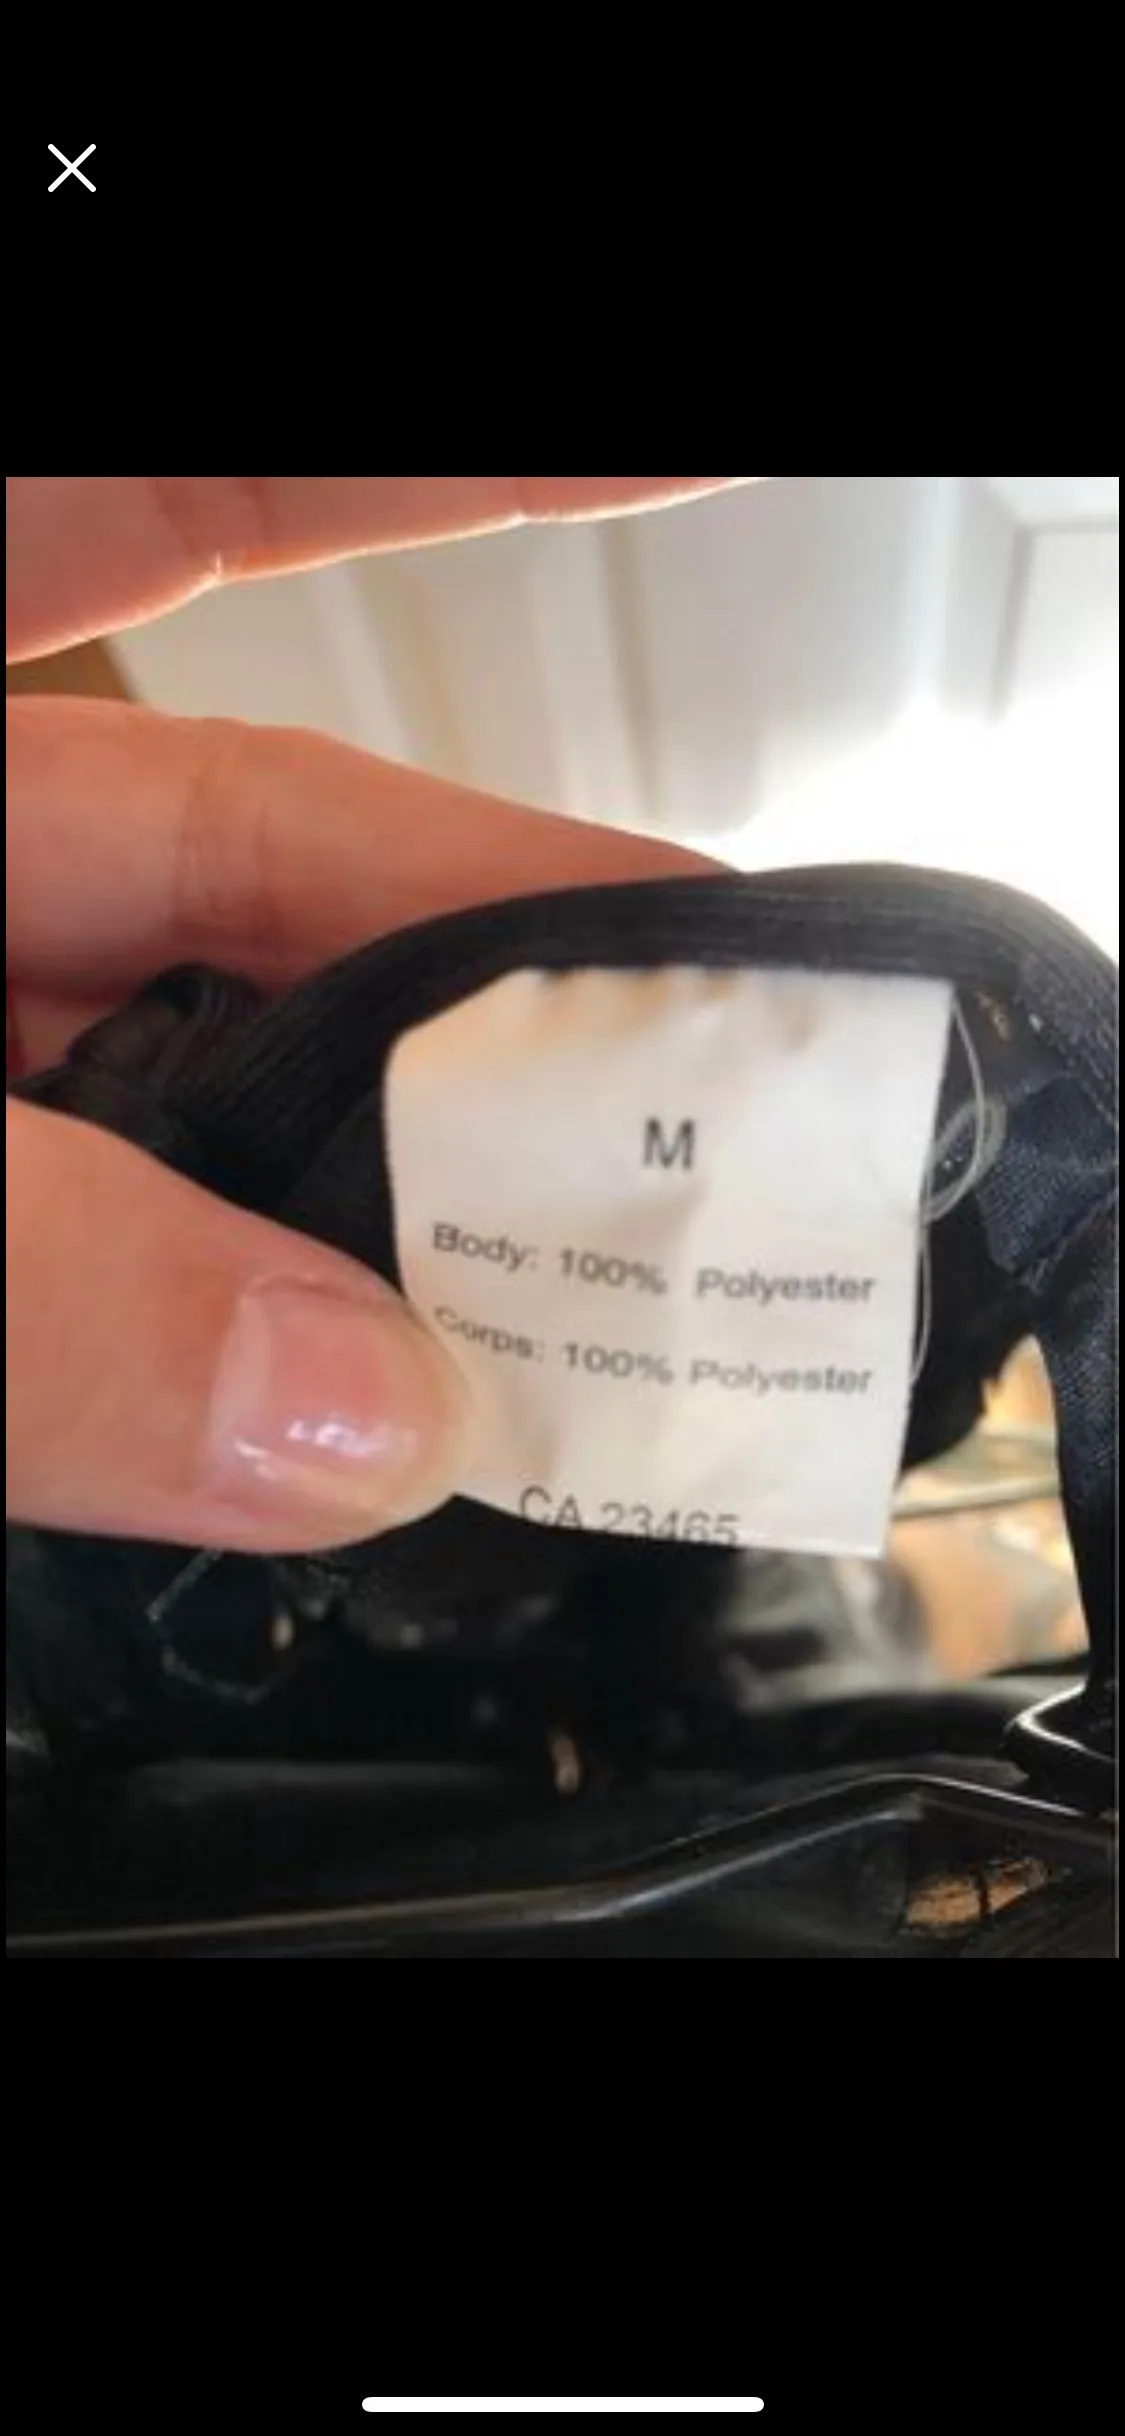 M
Body: 100% Polyester
Corps: 100% Polyester
CA 23465